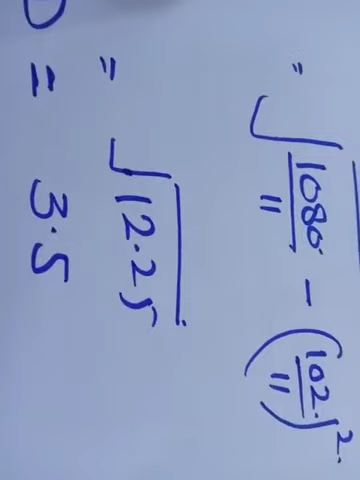 = √(1080/11 - (102/11)²)
= √12.25
= 3.5